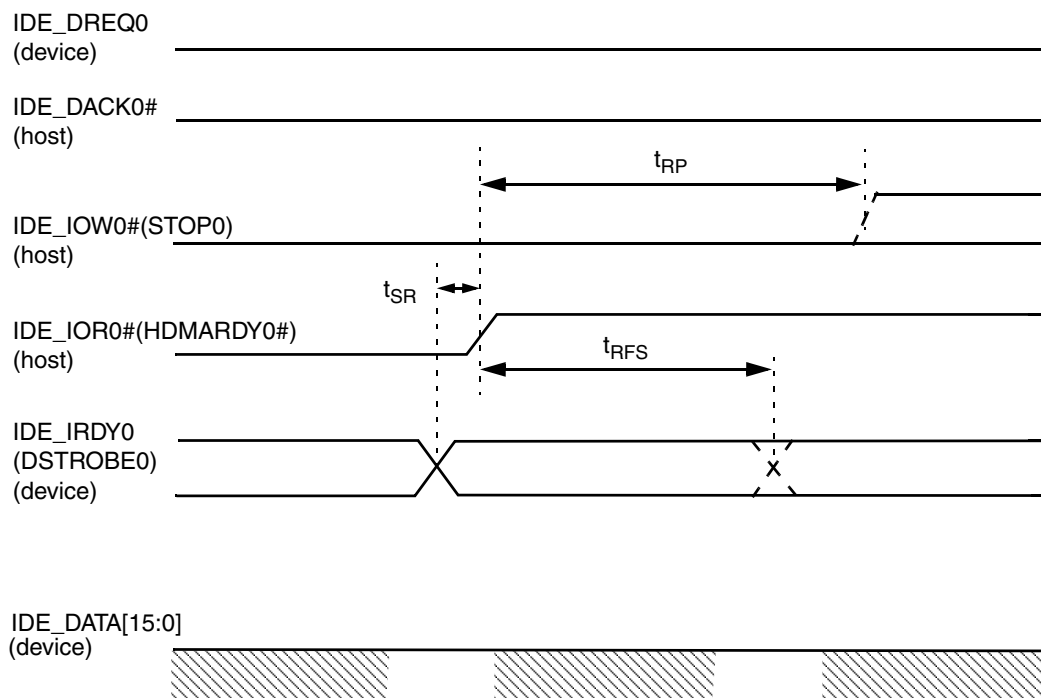 IDE_DREQ0
(device)
IDE_DACK0#
(host)
tRP
IDE_IOW0#(STOP0)
(host)
tSR
IDE_IOR0#(HDMARDY0#)
(host)
tRFS
IDE_IRDY0
(DSTROBE0)
(device)
IDE_DATA[15:0]
(device)